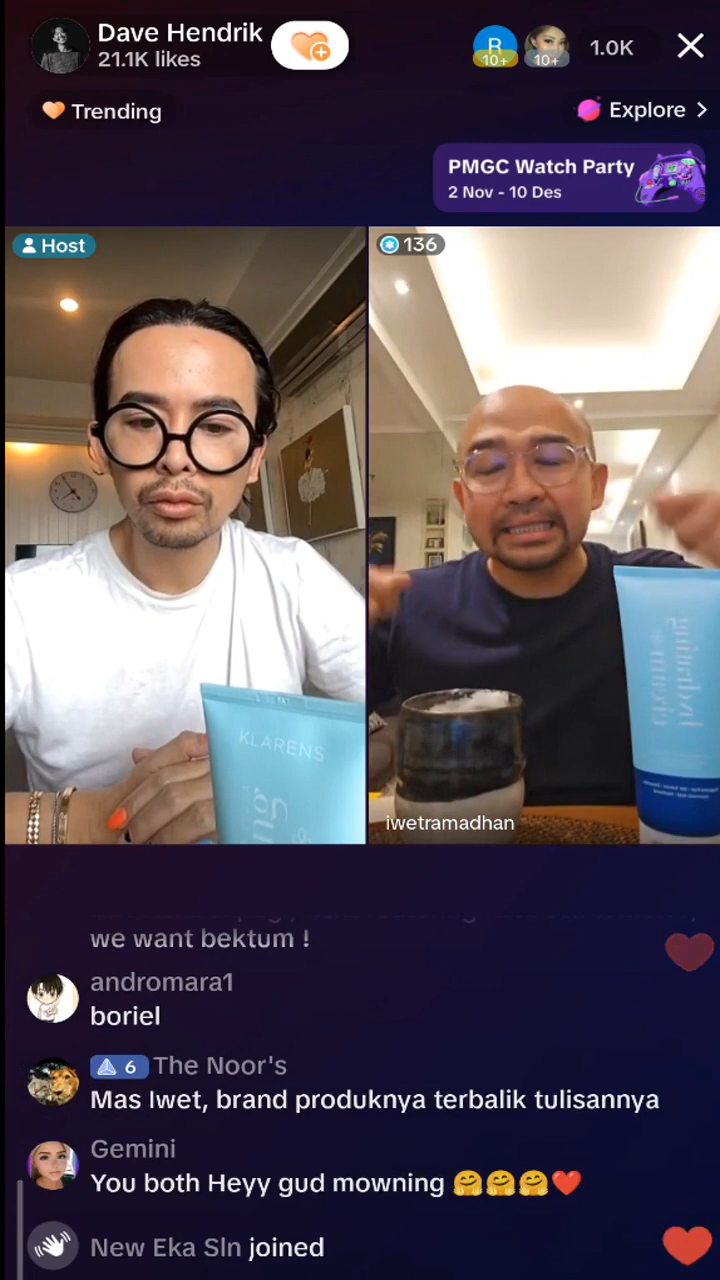 Dave Hendrik
21.1K likes
R
10+
10+
1.0K
Trending
Explore
PMGC Watch Party
2 Nov - 10 Des
Host
136
KLARENS
iwetramadhan
we want bektum !
andromara1
boriel
6 The Noor's
Mas Iwet, brand produknya terbalik tulisannya
Gemini
You both Heyy gud mowning 🤗🤗🤗❤️
New Eka Sln joined